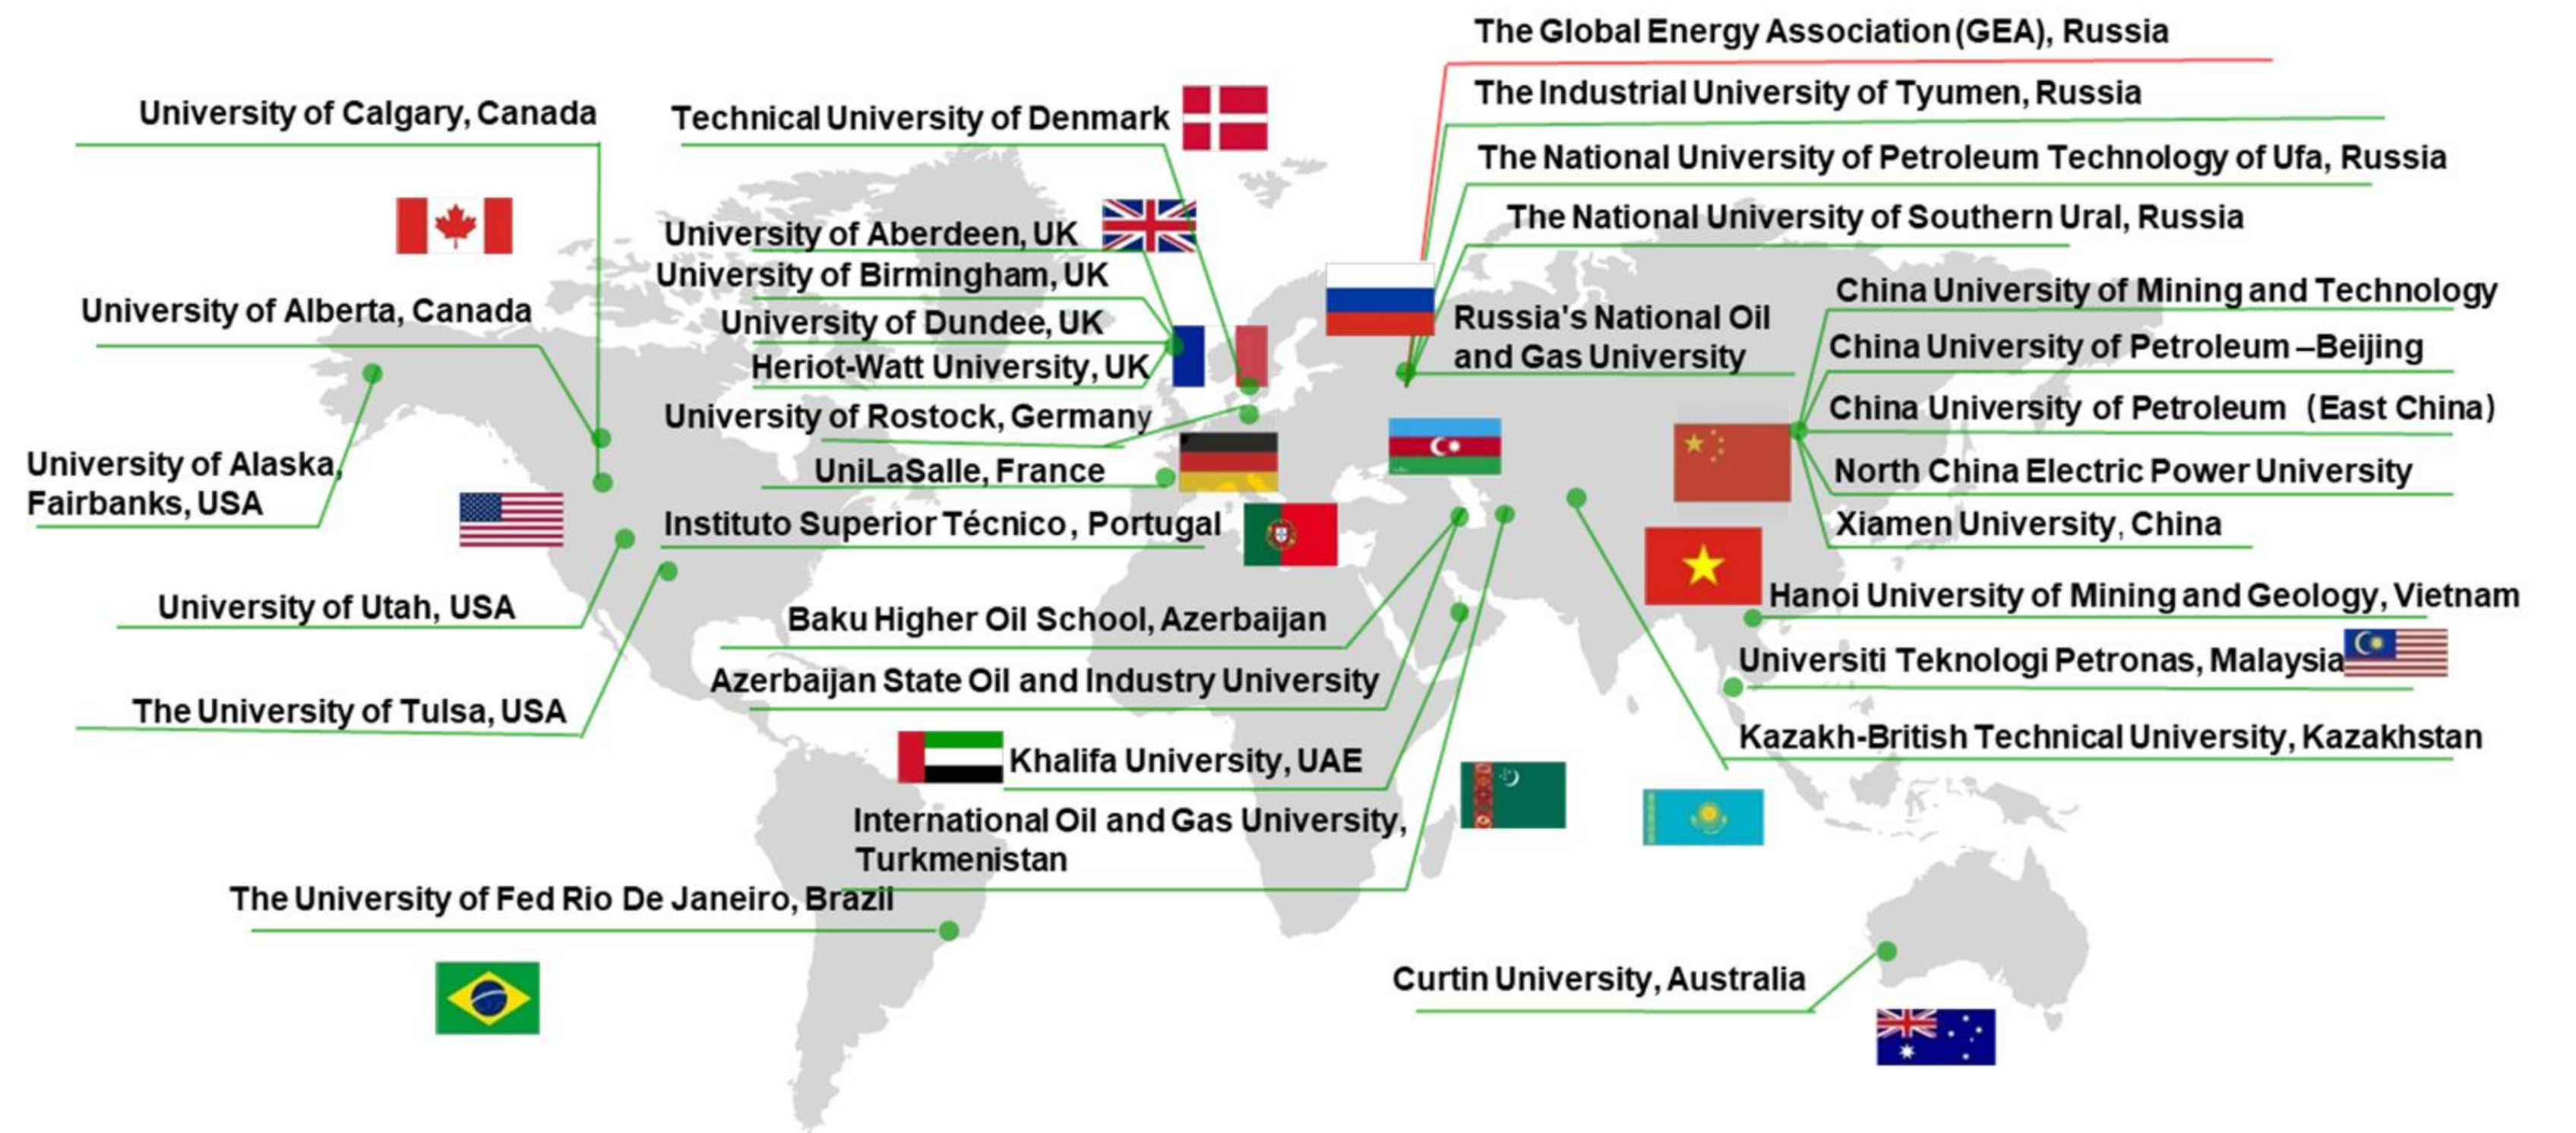 The Global Energy Association (GEA), Russia
The Industrial University of Tyumen, Russia
University of Calgary, Canada
Technical University of Denmark
The National University of Petroleum Technology of Ufa, Russia
The National University of Southern Ural, Russia
University of Aberdeen, UK
University of Birmingham, UK
China University of Mining and Technology
University of Alberta, Canada
University of Dundee, UK
Russia's National Oil
and Gas University
China University of Petroleum –Beijing
Heriot-Watt University, UK
University of Rostock, Germany
China University of Petroleum（East China）
University of Alaska,
Fairbanks, USA
UniLaSalle, France
North China Electric Power University
Instituto Superior Técnico, Portugal
Xiamen University, China
University of Utah, USA
Baku Higher Oil School, Azerbaijan
Hanoi University of Mining and Geology, Vietnam
Azerbaijan State Oil and Industry University
Universiti Teknologi Petronas, Malaysia
The University of Tulsa, USA
Khalifa University, UAE
Kazakh-British Technical University, Kazakhstan
International Oil and Gas University,
Turkmenistan
The University of Fed Rio De Janeiro, Brazil
Curtin University, Australia